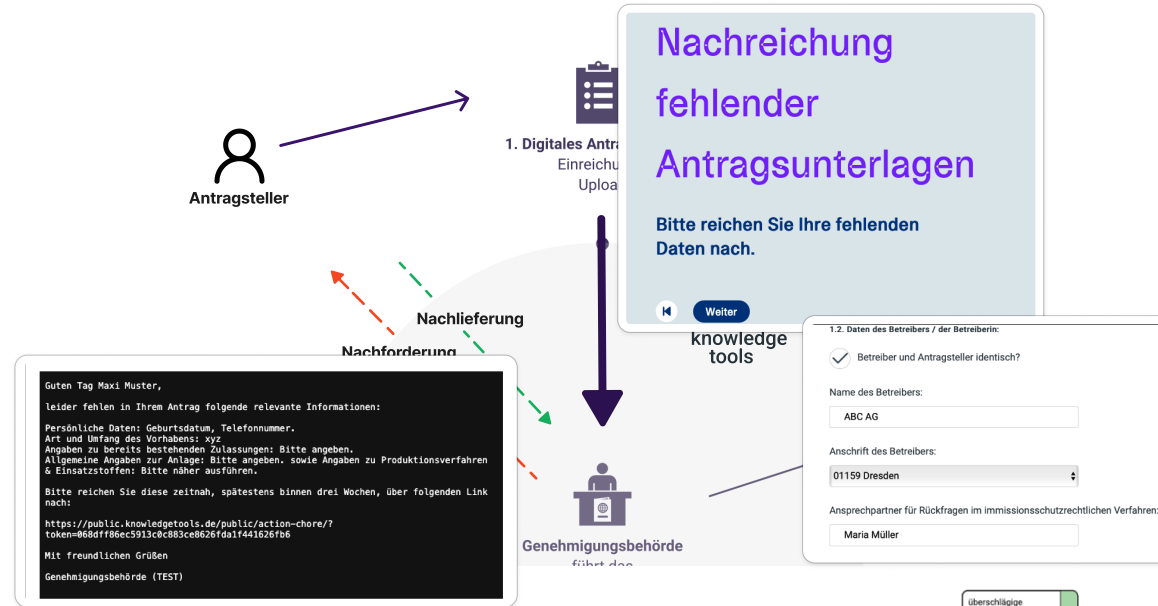 Nachreichung
fehlender
Antragsunterlagen
Bitte reichen Sie Ihre fehlenden
Daten nach.
Weiter
1. Digitales Antra
Einreichu
Uploa
Antragsteller
Nachlieferung
Nachforderung
knowledge
tools
1.2. Daten des Betreibers / der Betreiberin:
Betreiber und Antragsteller identisch?
Name des Betreibers:
ABC AG
Anschrift des Betreibers:
01159 Dresden
Ansprechpartner für Rückfragen im immissionsschutzrechtlichen Verfahren:
Maria Müller
Guten Tag Maxi Muster,
leider fehlen in Ihrem Antrag folgende relevante Informationen:
Persönliche Daten: Geburtsdatum, Telefonnummer.
Art und Umfang des Vorhabens: xyz
Angaben zu bereits bestehenden Zulassungen: Bitte angeben.
Allgemeine Angaben zur Anlage: Bitte angeben. sowie Angaben zu Produktionsverfahren
& Einsatzstoffen: Bitte näher ausführen.
Bitte reichen Sie diese zeitnah, spätestens binnen drei Wochen, über folgenden Link
nach:
https://public.knowledgetools.de/public/action-chore/?
token=068dff86ec5913c0c883ce8626fda1f441626fb6
Mit freundlichen Grüßen
Genehmigungsbehörde (TEST)
Genehmigungsbehörde
führt das
überschlägige